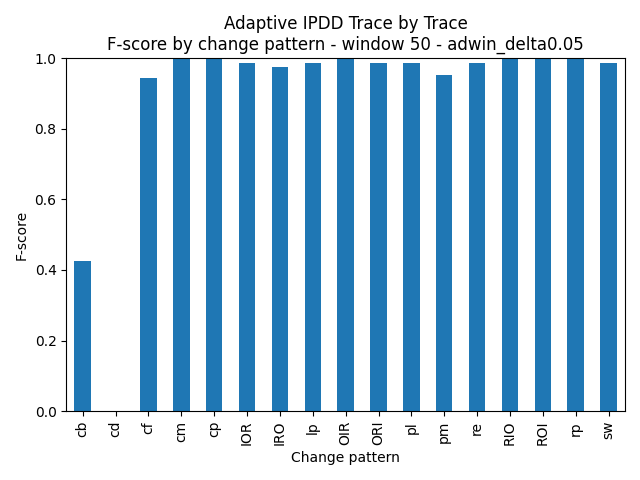 Adaptive IPDD Trace by Trace
F-score by change pattern - window 50 - adwin_delta0.05
1.0
0.8
0.6
0.4
0.2
0.0
F-score
cb
cd
cf
cm
cp
IOR
IRO
lp
OIR
ORI
pl
pm
re
RIO
ROI
rp
sw
Change pattern